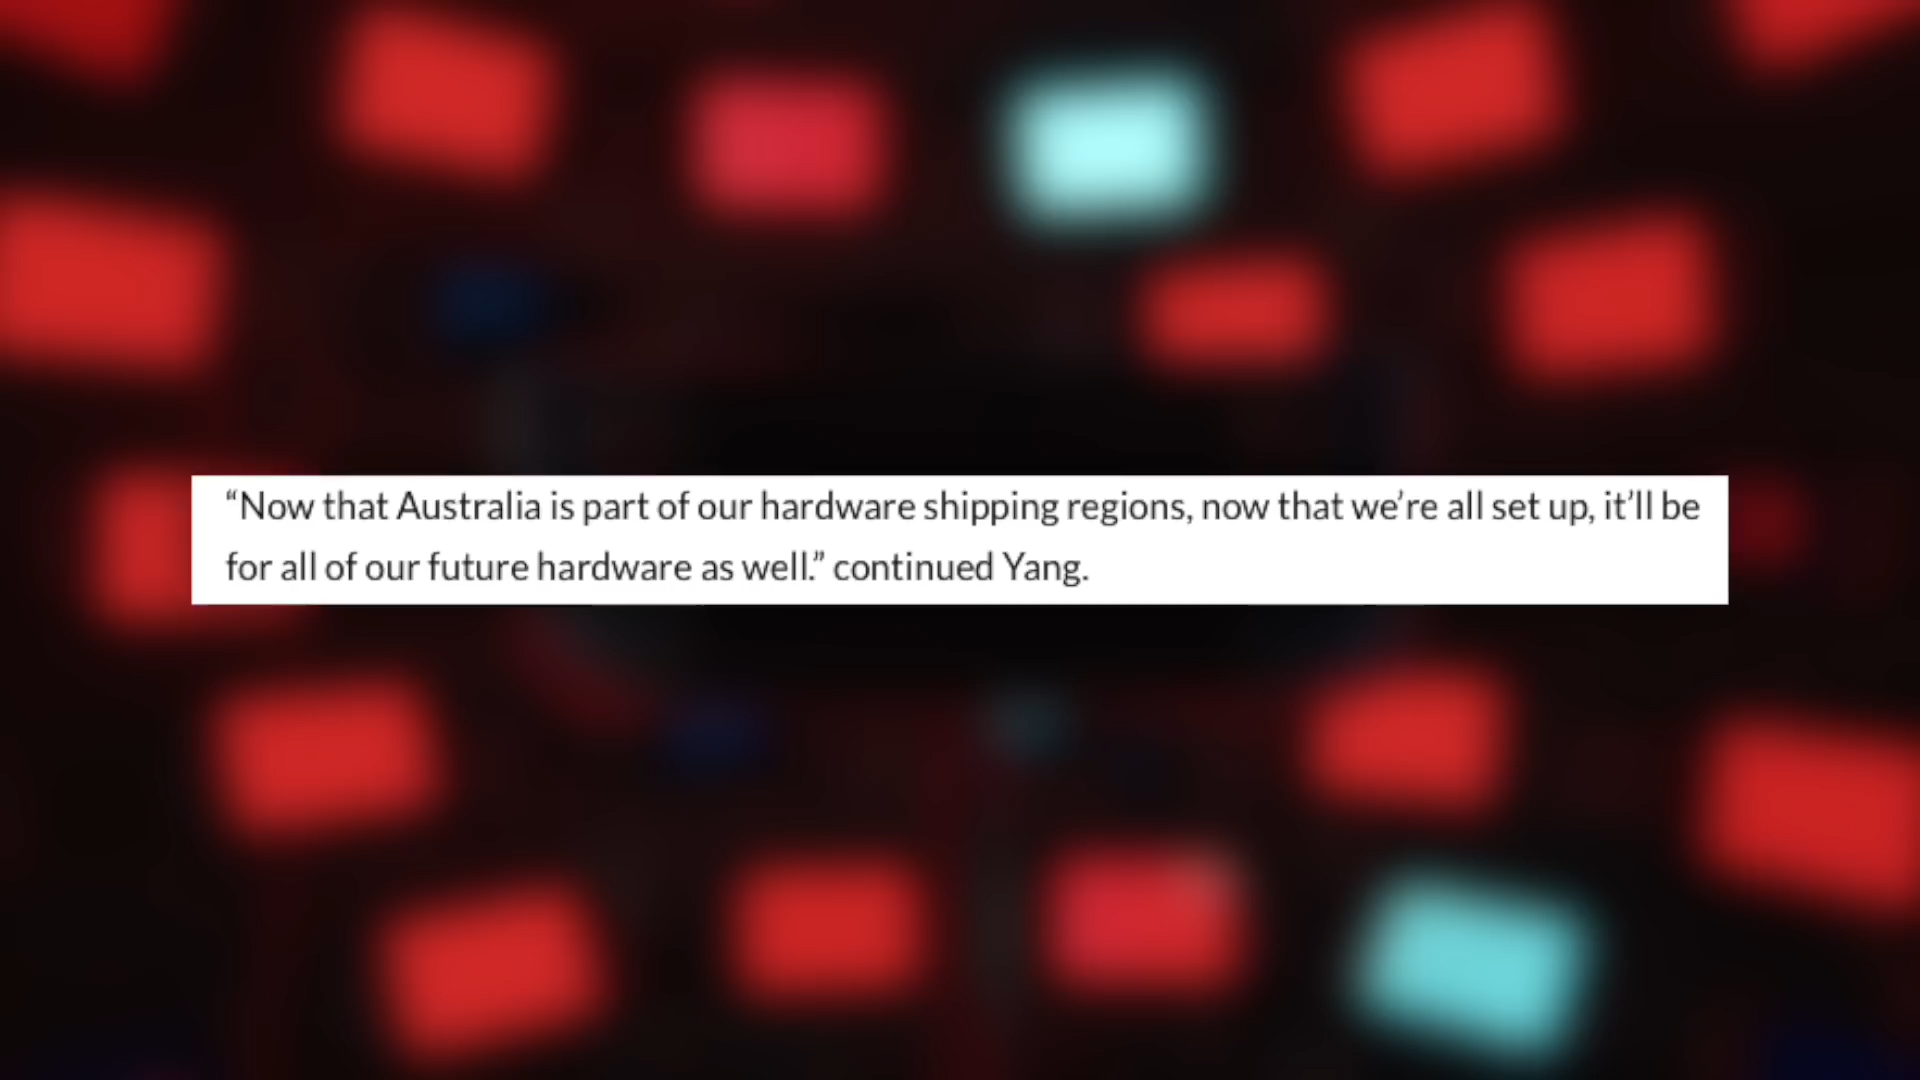 “Now that Australia is part of our hardware shipping regions, now that we’re all set up, it’ll be
for all of our future hardware as well.” continued Yang.